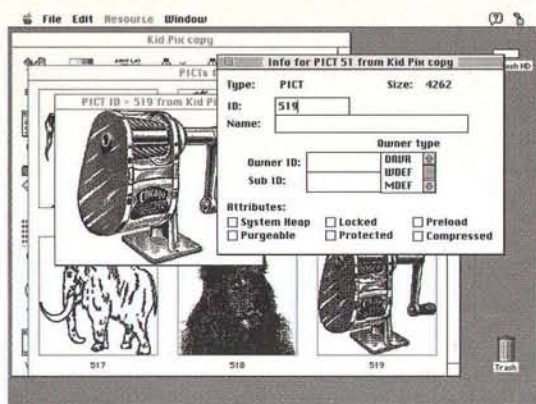 File Edit Resource Window
Kid Pix copy
PICTs
PICT ID = 519 from Kid Pi
Info for PICT 51 from Kid Pix copy
Type: PICT Size: 4262
ID: 519
Name:
Owner type
Owner ID: DRVR
WDEF
Sub ID: MDEF
Attributes:
System Heap Locked Preload
Purgeable Protected Compressed
517 518 519
osh HD
Trash